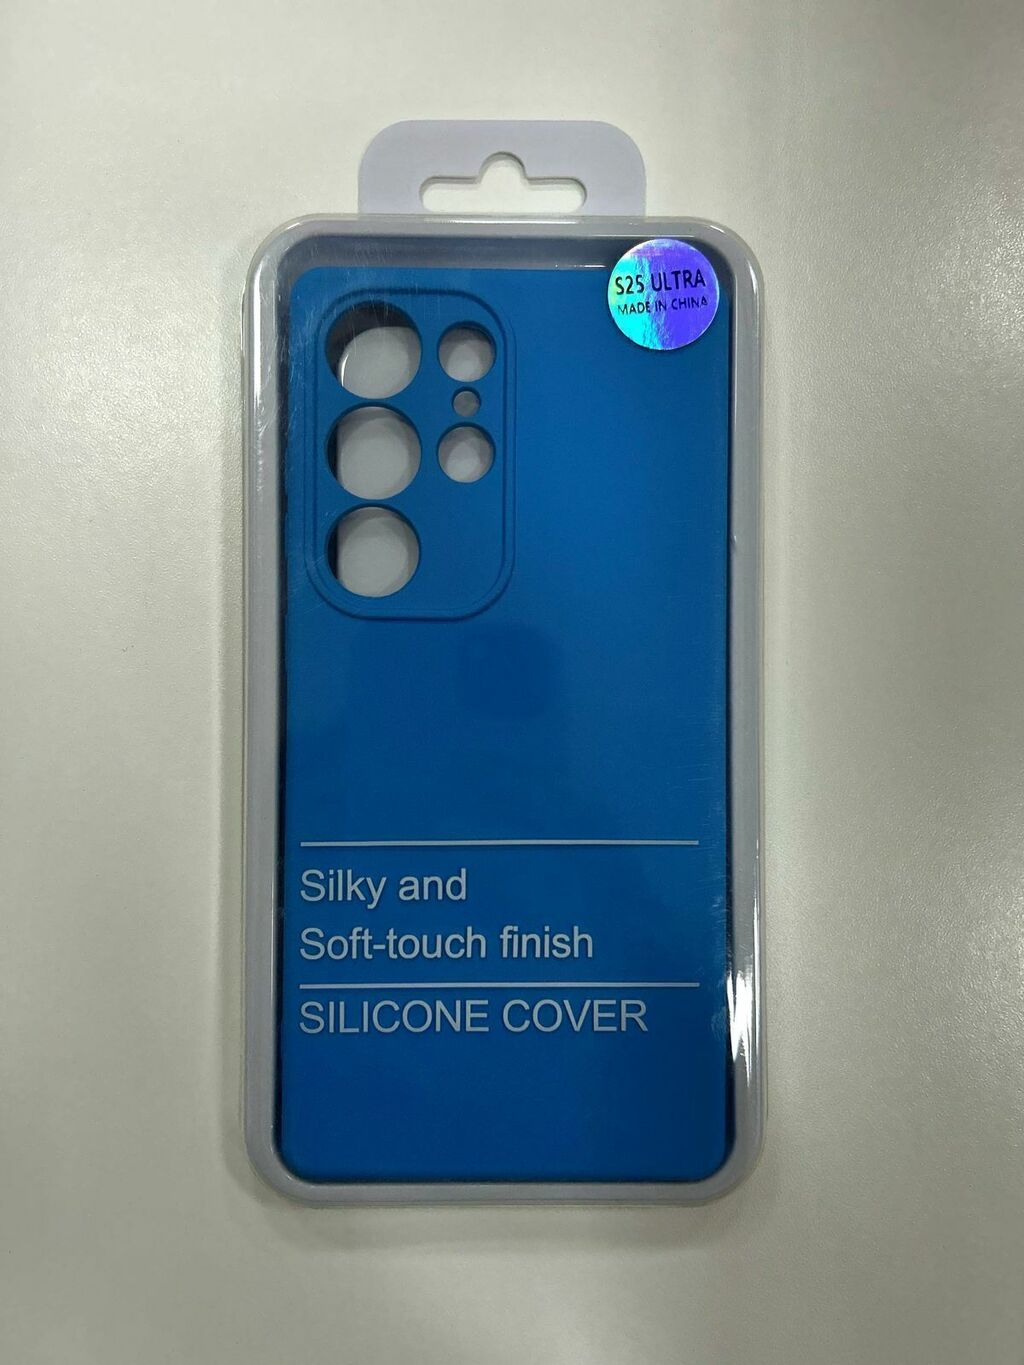 S25 ULTRA
MADE IN CHINA
Silky and
Soft-touch finish
SILICONE COVER